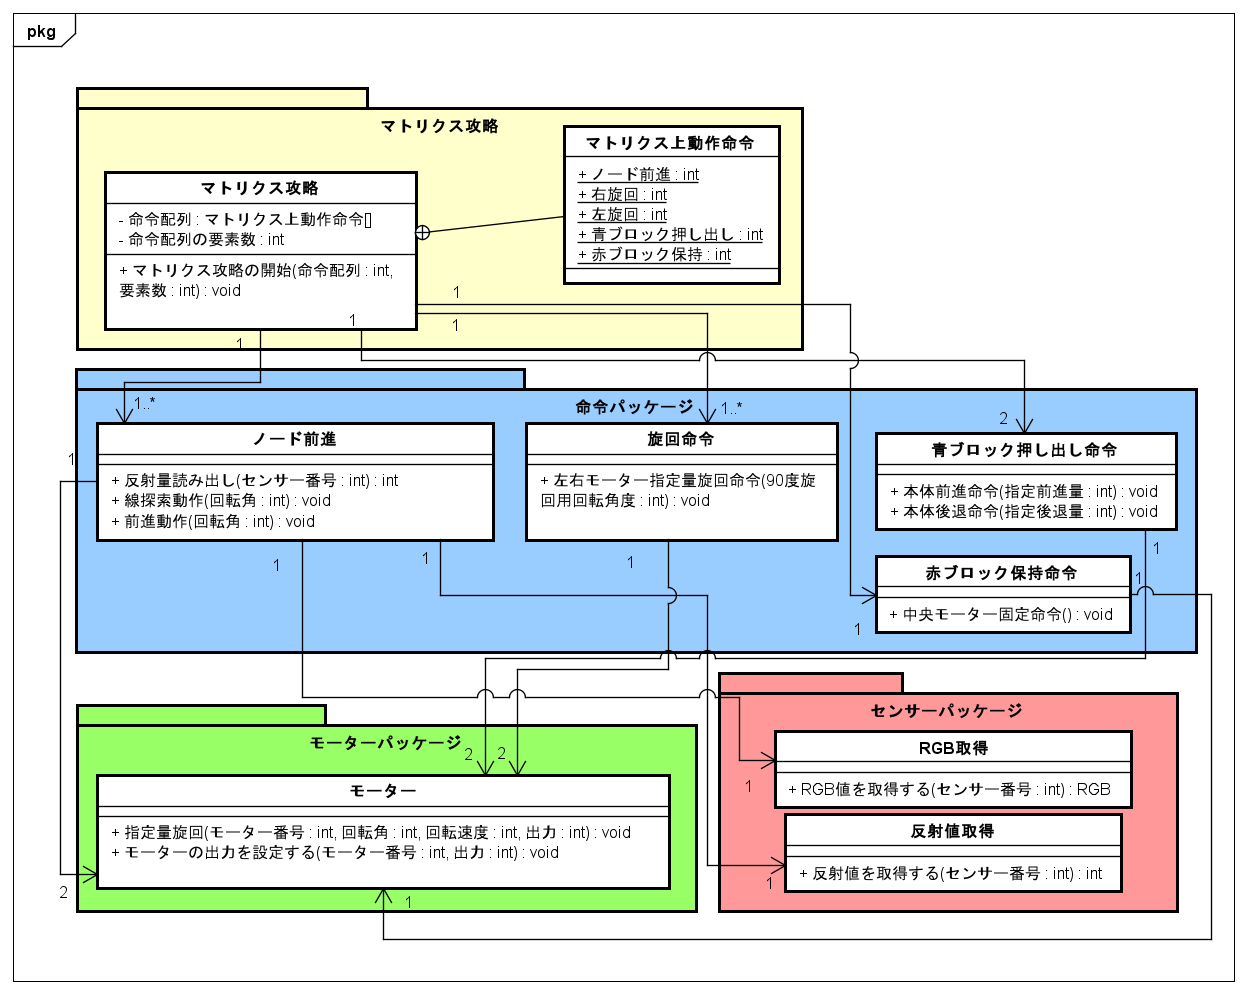 pkg
マトリクス攻略
マトリクス上動作命令
+ ノード前進 : int
+ 右旋回 : int
+ 左旋回 : int
+ 青ブロック押し出し : int
+ 赤ブロック保持 : int
マトリクス攻略
- 命令配列 : マトリクス上動作命令[]
- 命令配列の要素数 : int
+ マトリクス攻略の開始(命令配列 : int,
要素数 : int) : void
1
1
1
1
1..*
1..*
2
命令パッケージ
ノード前進
+ 反射量読み出し(センサー番号 : int) : int
+ 線探索動作(回転角 : int) : void
+ 前進動作(回転角 : int) : void
旋回命令
+ 左右モーター指定量旋回命令(90度旋
回用回転角度 : int) : void
青ブロック押し出し命令
+ 本体前進命令(指定前進量 : int) : void
+ 本体後退命令(指定後退量 : int) : void
1
1
1
1
1
1
赤ブロック保持命令
+ 中央モーター固定命令() : void
1
センサーパッケージ
RGB取得
+ RGB値を取得する(センサー番号 : int) : RGB
1
反射値取得
+ 反射値を取得する(センサー番号 : int) : int
1
モーターパッケージ
2
2
モーター
+ 指定量旋回(モーター番号 : int, 回転角 : int, 回転速度 : int, 出力 : int) : void
+ モーターの出力を設定する(モーター番号 : int, 出力 : int) : void
2
1